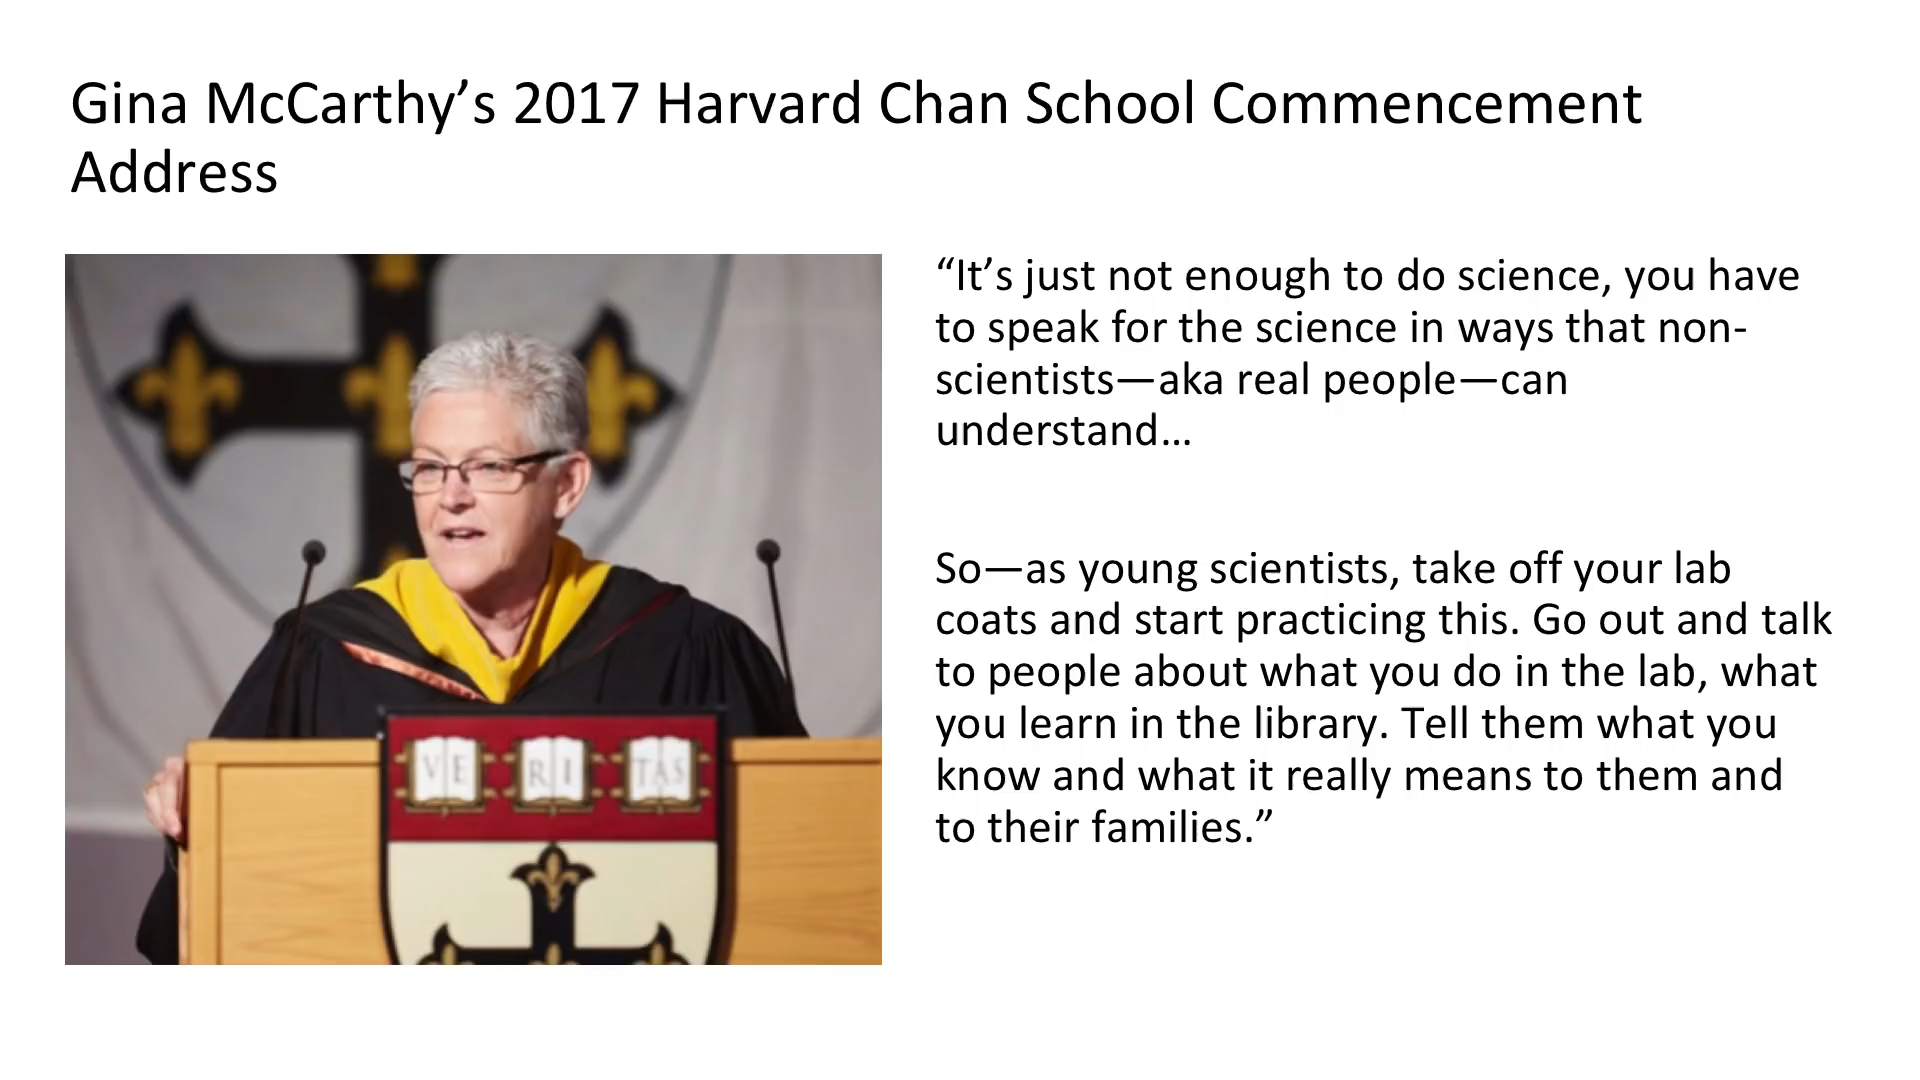 Gina McCarthy’s 2017 Harvard Chan School Commencement
Address
“It’s just not enough to do science, you have
to speak for the science in ways that non-
scientists—aka real people—can
understand…
So—as young scientists, take off your lab
coats and start practicing this. Go out and talk
to people about what you do in the lab, what
you learn in the library. Tell them what you
know and what it really means to them and
to their families.”
VE RI TAS